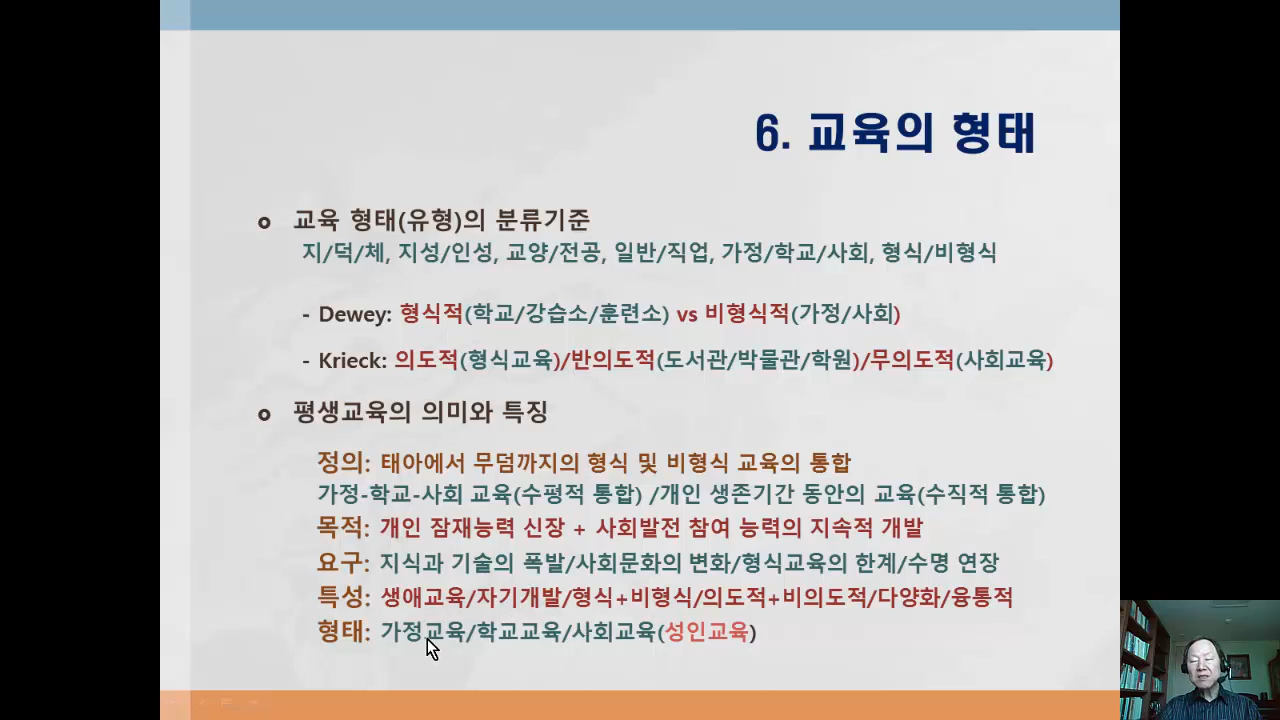 6. 교육의 형태
교육 형태(유형)의 분류기준
지/덕/체, 지성/인성, 교양/전공, 일반/직업, 가정/학교/사회, 형식/비형식
- Dewey: 형식적(학교/강습소/훈련소) vs 비형식적(가정/사회)
- Krieck: 의도적(형식교육)/반의도적(도서관/박물관/학원)/무의도적(사회교육)
평생교육의 의미와 특징
정의: 태아에서 무덤까지의 형식 및 비형식 교육의 통합
가정-학교-사회 교육(수평적 통합) /개인 생존기간 동안의 교육(수직적 통합)
목적: 개인 잠재능력 신장 + 사회발전 참여 능력의 지속적 개발
요구: 지식과 기술의 폭발/사회문화의 변화/형식교육의 한계/수명 연장
특성: 생애교육/자기개발/형식+비형식/의도적+비의도적/다양화/융통적
형태: 가정교육/학교교육/사회교육(성인교육)